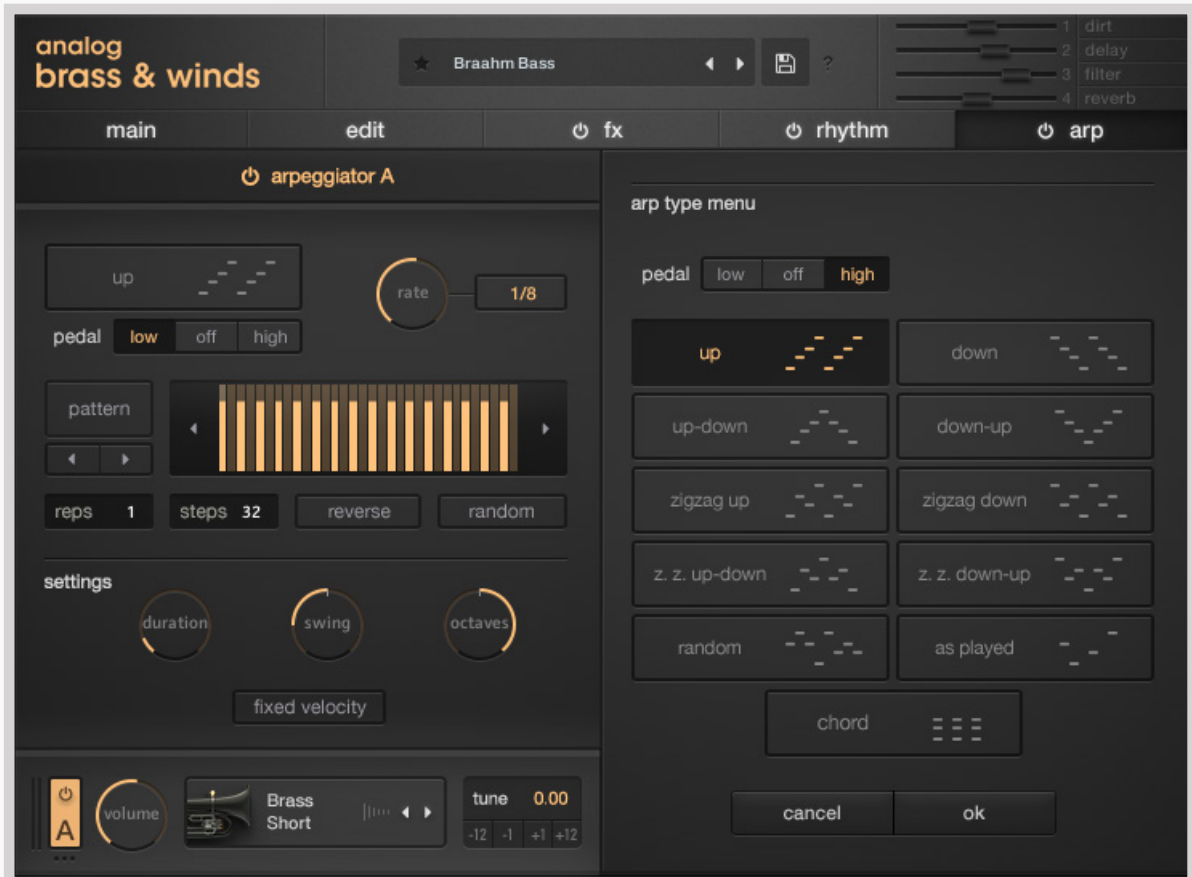 analog
brass & winds
Braahm Bass
?
1 dirt
2 delay
3 filter
4 reverb
main
edit
fx
rhythm
arp
arpeggiator A
up
rate
1/8
pedal low off high
pattern
reps 1
steps 32
reverse
random
settings
duration
swing
octaves
fixed velocity
A
volume
Brass
Short
tune 0.00
-12 -1 +1 +12
arp type menu
pedal low off high
up
down
up-down
down-up
zigzag up
zigzag down
z. z. up-down
z. z. down-up
random
as played
chord
cancel
ok